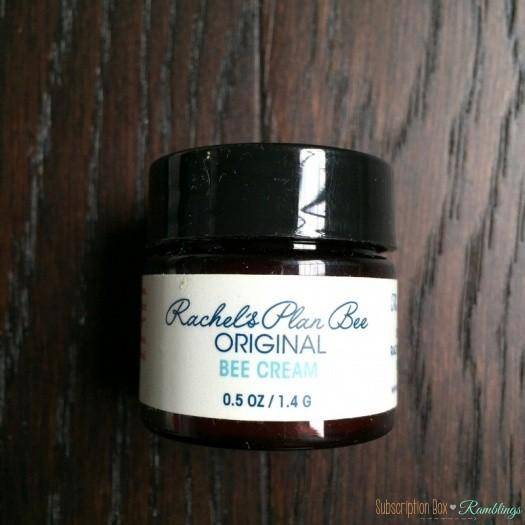 Rachel's Plan Bee
ORIGINAL
BEE CREAM
0.5 OZ / 1.4 G
Subscription Box ♥ Ramblings